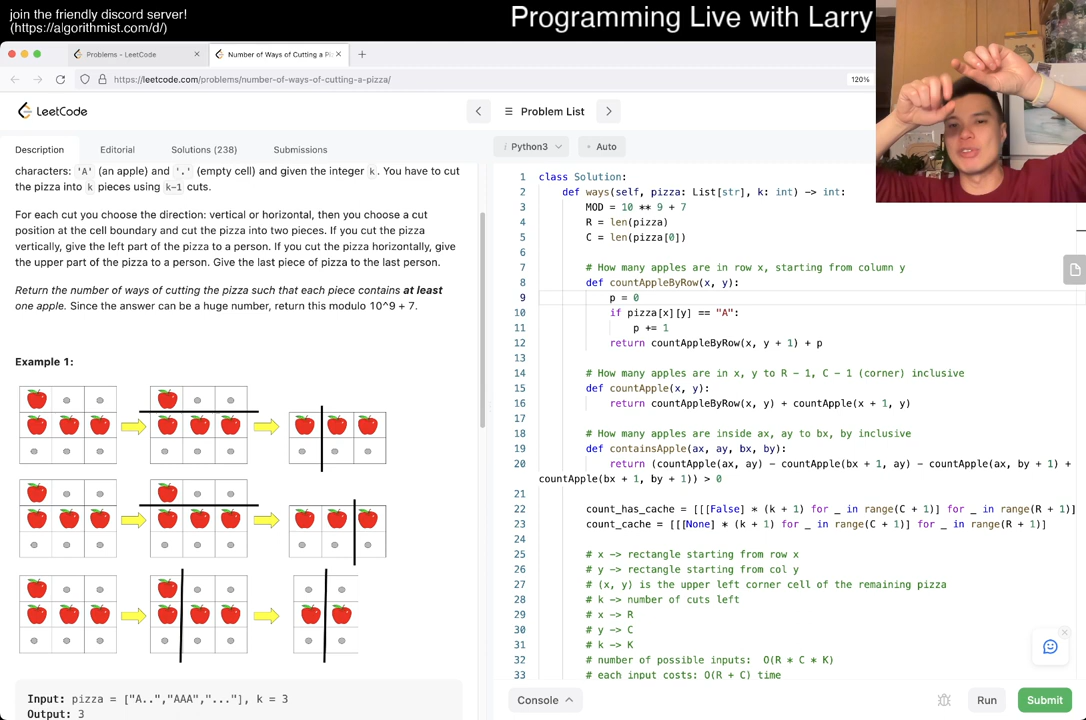 join the friendly discord server!
(https://algorithmist.com/d/)
Programming Live with Larry
Problems - LeetCode
Number of Ways of Cutting a Pi
https://leetcode.com/problems/number-of-ways-of-cutting-a-pizza/
120%
LeetCode
Problem List
Description
Editorial
Solutions (238)
Submissions
characters: 'A' (an apple) and '.' (empty cell) and given the integer k. You have to cut
the pizza into k pieces using k-1 cuts.
For each cut you choose the direction: vertical or horizontal, then you choose a cut
position at the cell boundary and cut the pizza into two pieces. If you cut the pizza
vertically, give the left part of the pizza to a person. If you cut the pizza horizontally, give
the upper part of the pizza to a person. Give the last piece of pizza to the last person.
Return the number of ways of cutting the pizza such that each piece contains at least
one apple. Since the answer can be a huge number, return this modulo 10^9 + 7.
Example 1:
Input: pizza = ["A..","AAA","..."], k = 3
Output: 3
i Python3
Auto
1 class Solution:
2 def ways(self, pizza: List[str], k: int) -> int:
3 MOD = 10 ** 9 + 7
4 R = len(pizza)
5 C = len(pizza[0])
6
7 # How many apples are in row x, starting from column y
8 def countAppleByRow(x, y):
9 p = 0
10 if pizza[x][y] == "A":
11 p += 1
12 return countAppleByRow(x, y + 1) + p
13
14 # How many apples are in x, y to R - 1, C - 1 (corner) inclusive
15 def countApple(x, y):
16 return countAppleByRow(x, y) + countApple(x + 1, y)
17
18 # How many apples are inside ax, ay to bx, by inclusive
19 def containsApple(ax, ay, bx, by):
20 return (countApple(ax, ay) - countApple(bx + 1, ay) - countApple(ax, by + 1) +
countApple(bx + 1, by + 1)) > 0
21
22 count_has_cache = [[[False] * (k + 1) for _ in range(C + 1)] for _ in range(R + 1)]
23 count_cache = [[[None] * (k + 1) for _ in range(C + 1)] for _ in range(R + 1)]
24
25 # x -> rectangle starting from row x
26 # y -> rectangle starting from col y
27 # (x, y) is the upper left corner cell of the remaining pizza
28 # k -> number of cuts left
29 # x -> R
30 # y -> C
31 # k -> K
32 # number of possible inputs: O(R * C * K)
33 # each input costs: O(R + C) time
Console
Run
Submit